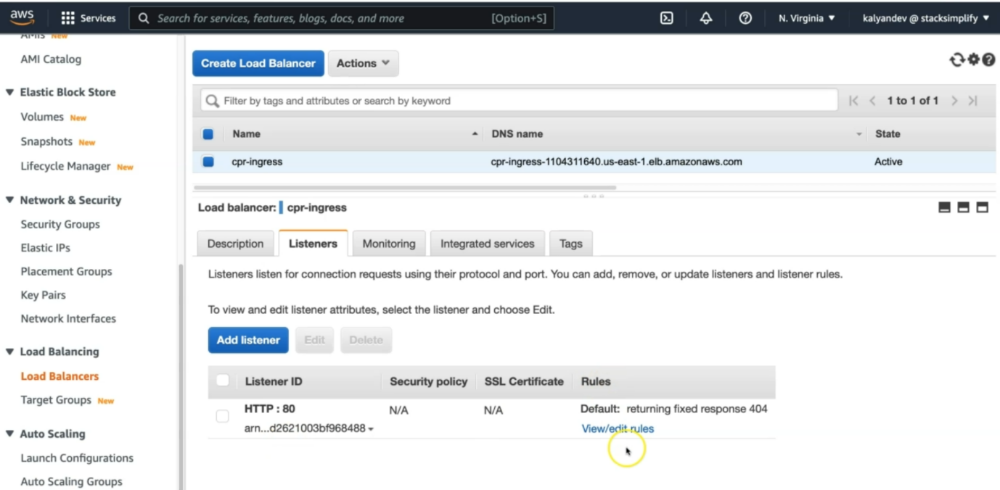 aws Services Search for services, features, blogs, docs, and more [Option+S] N. Virginia kalyandev @ stacksimplify
AMIs New
AMI Catalog
Elastic Block Store
Volumes New
Snapshots New
Lifecycle Manager New
Network & Security
Security Groups
Elastic IPs
Placement Groups
Key Pairs
Network Interfaces
Load Balancing
Load Balancers
Target Groups New
Auto Scaling
Launch Configurations
Auto Scaling Groups
Create Load Balancer Actions
Filter by tags and attributes or search by keyword 1 to 1 of 1
Name DNS name State
cpr-ingress cpr-ingress-1104311640.us-east-1.elb.amazonaws.com Active
Load balancer: cpr-ingress
Description Listeners Monitoring Integrated services Tags
Listeners listen for connection requests using their protocol and port. You can add, remove, or update listeners and listener rules.
To view and edit listener attributes, select the listener and choose Edit.
Add listener Edit Delete
Listener ID Security policy SSL Certificate Rules
HTTP : 80 N/A N/A Default: returning fixed response 404
arn...d2621003bf968488 View/edit rules